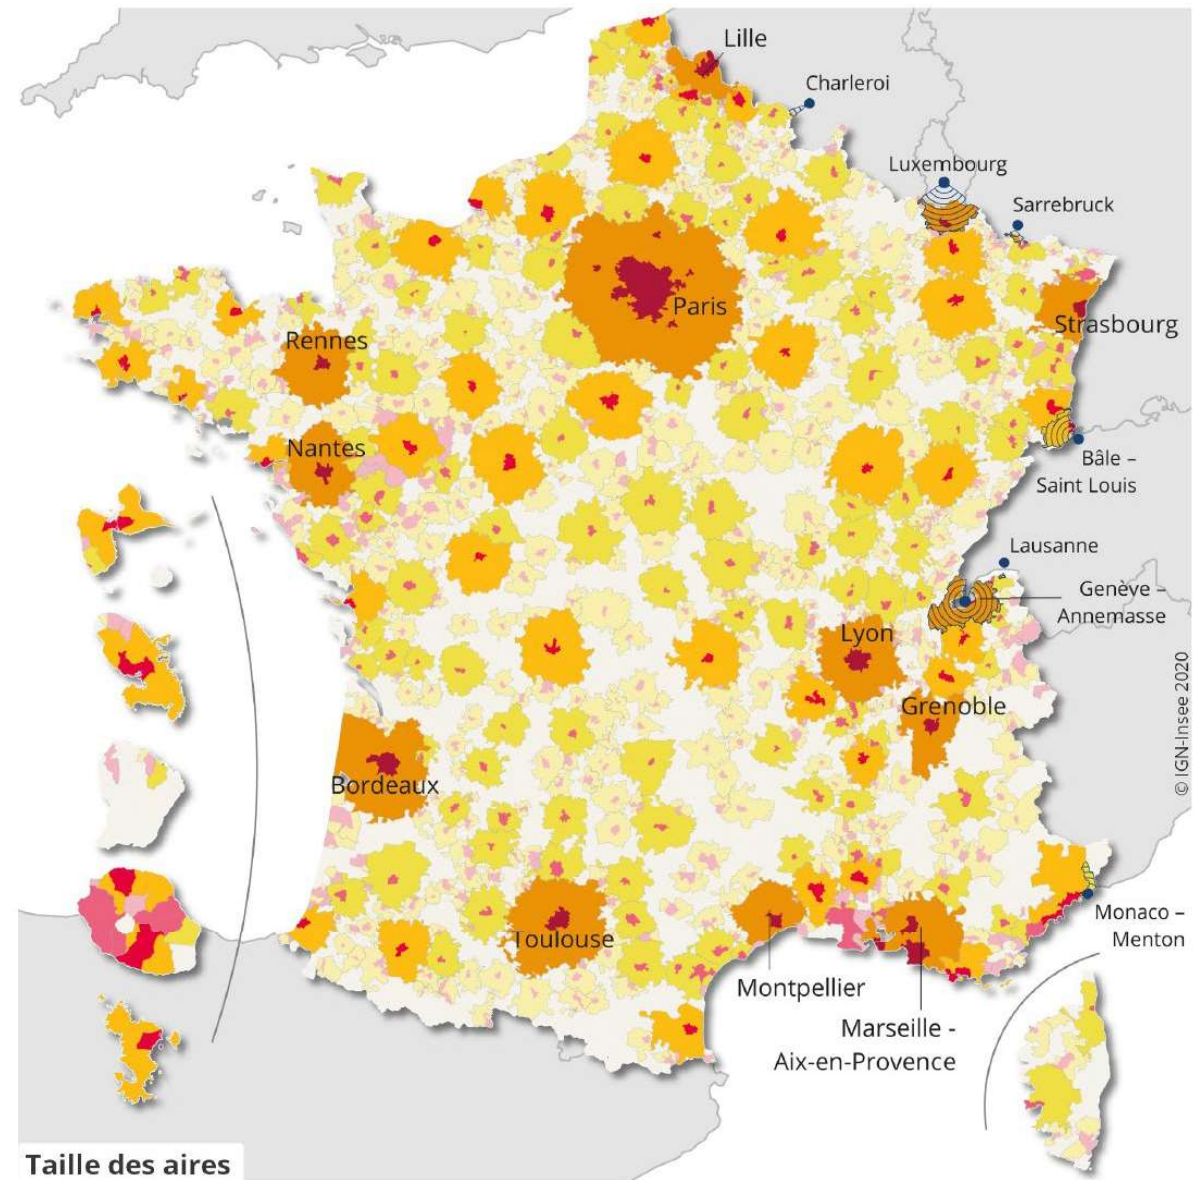 Lille
Charleroi
Luxembourg
Sarrebruck
Paris
Strasbourg
Rennes
Nantes
Bâle –
Saint Louis
Lausanne
Genève –
Annemasse
Lyon
Grenoble
Bordeaux
Toulouse
Montpellier
Marseille -
Aix-en-Provence
Monaco –
Menton
© IGN-Insee 2020
Taille des aires